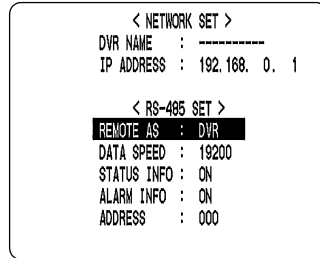 < NETWORK SET >
DVR NAME : ----------
IP ADDRESS : 192.168. 0. 1
< RS-485 SET >
REMOTE AS : DVR
DATA SPEED : 19200
STATUS INFO : ON
ALARM INFO : ON
ADDRESS : 000